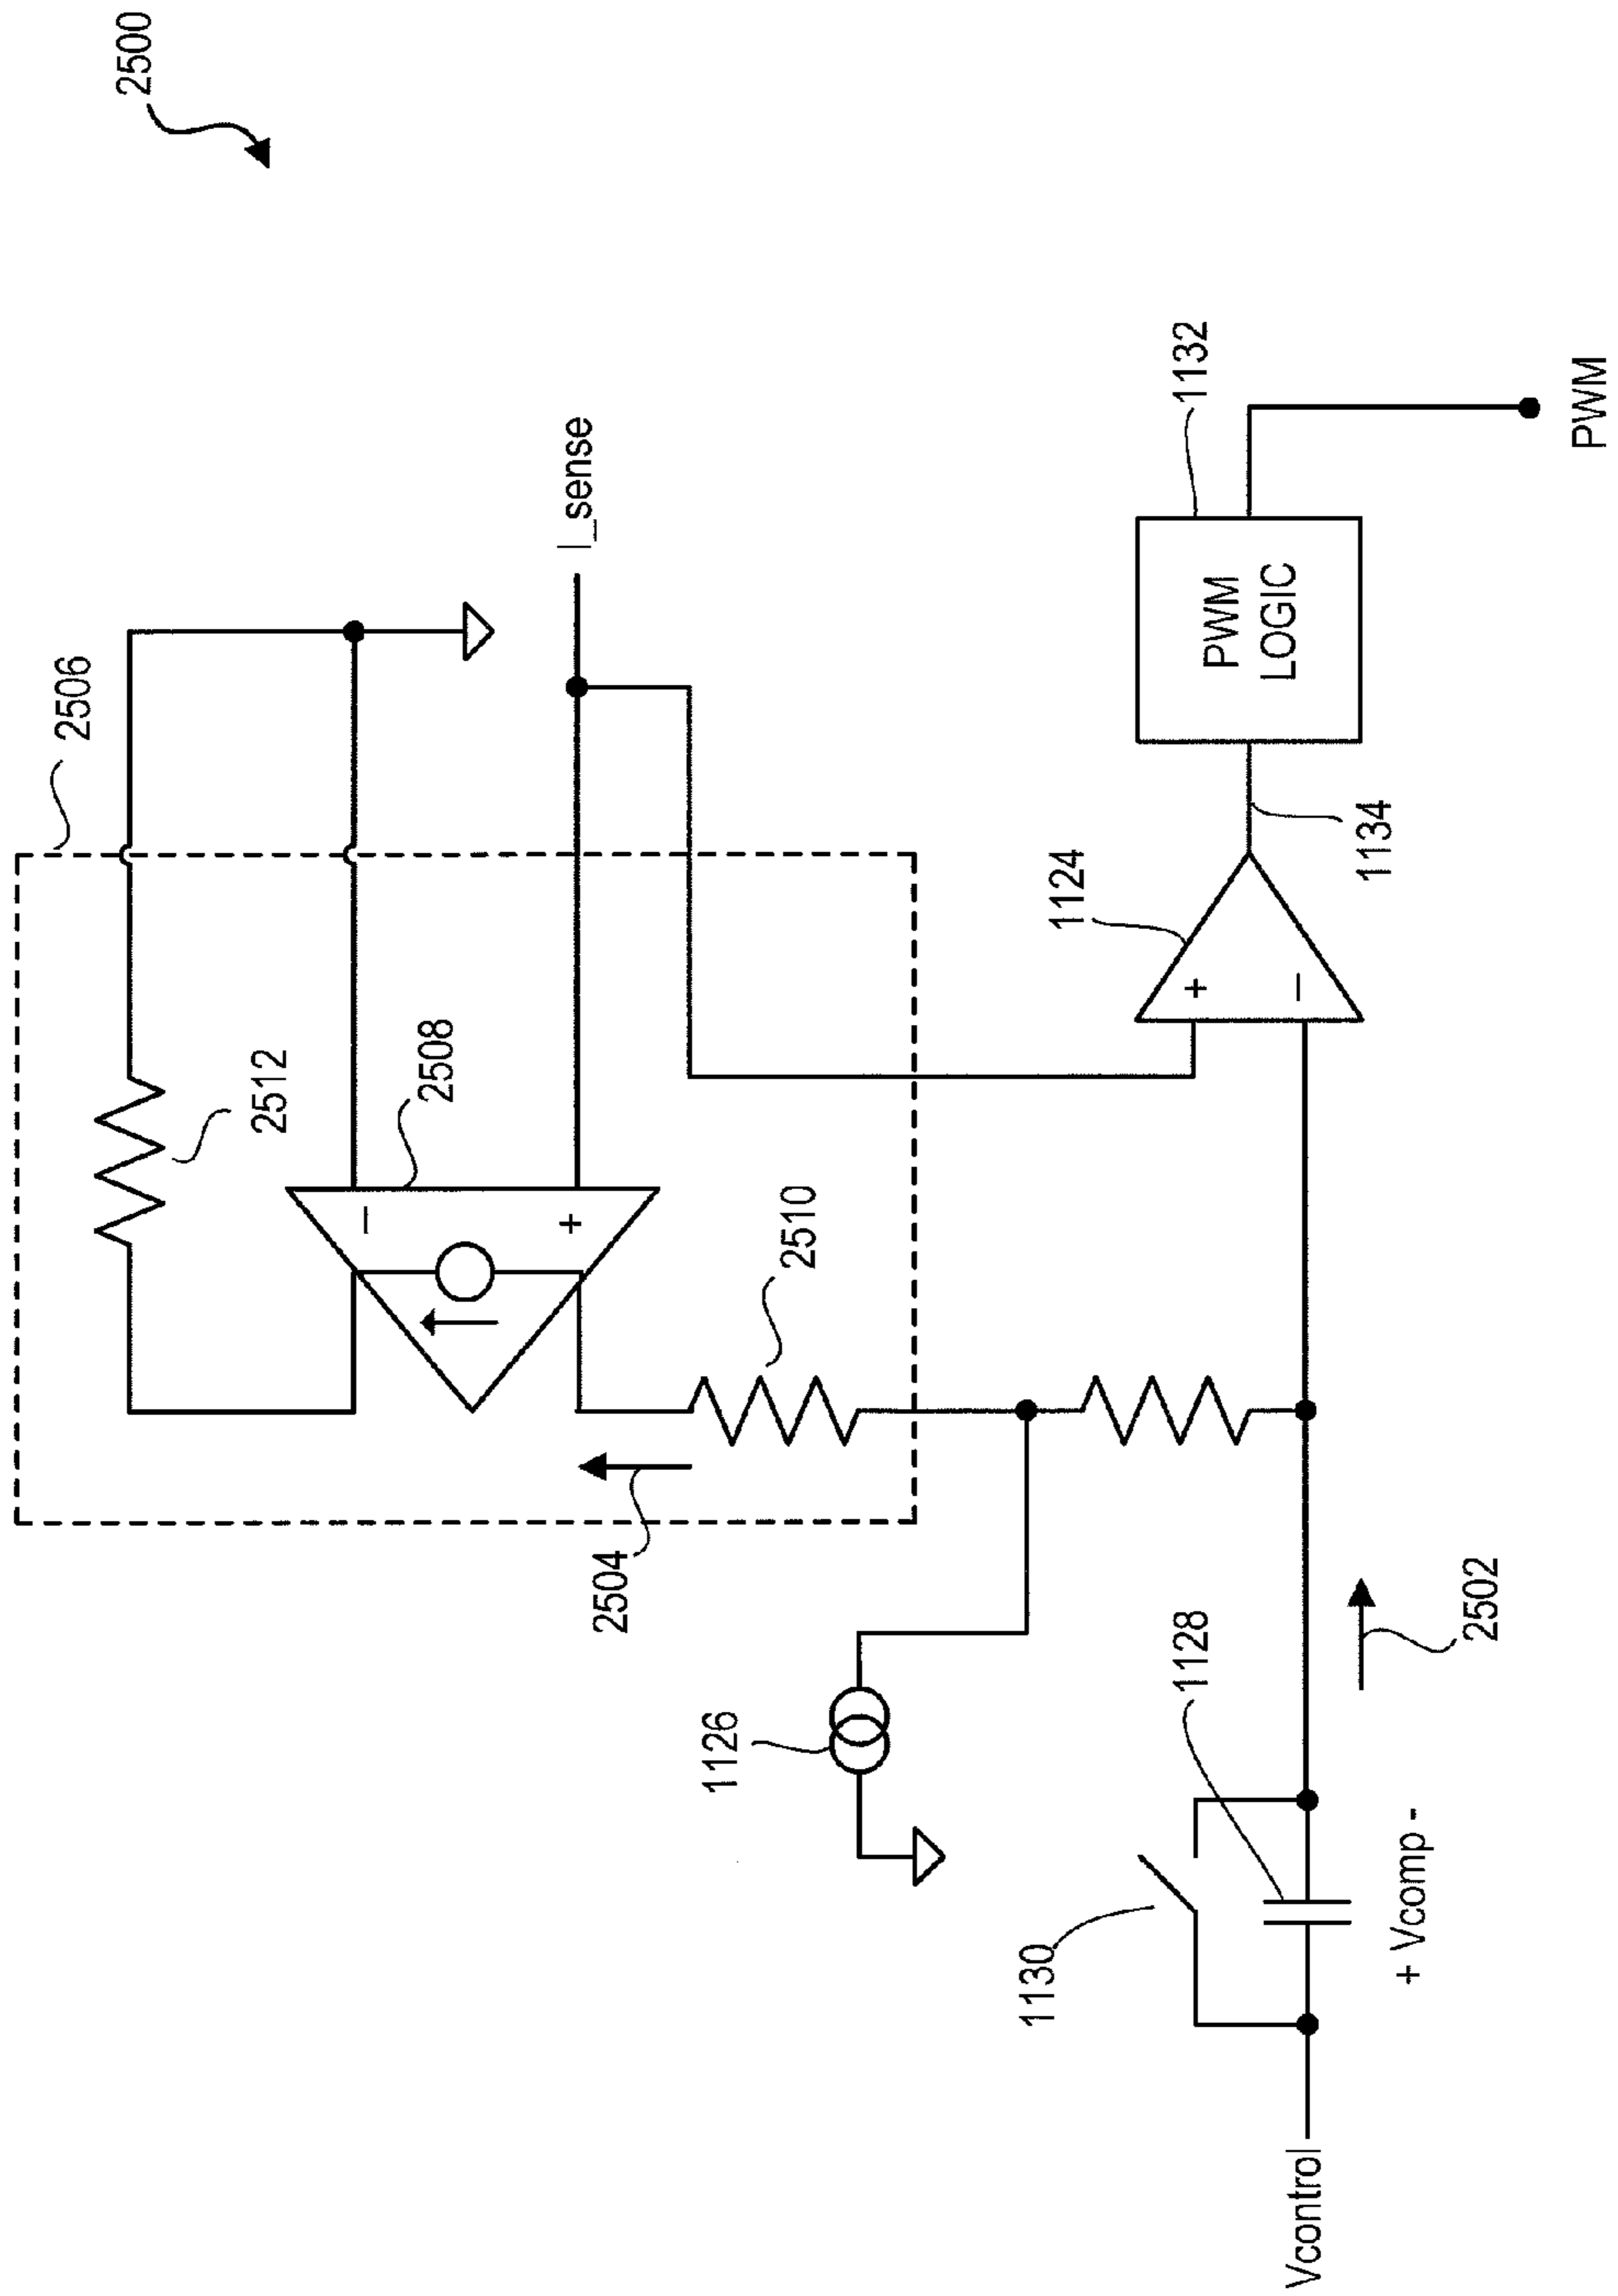 2500
2506
2512
2508
I_sense
2510
2504
1126
1124
1132
+
−
−
+
PWM
LOGIC
1134
PWM
1130
1128
2502
+ Vcomp -
Vcontrol